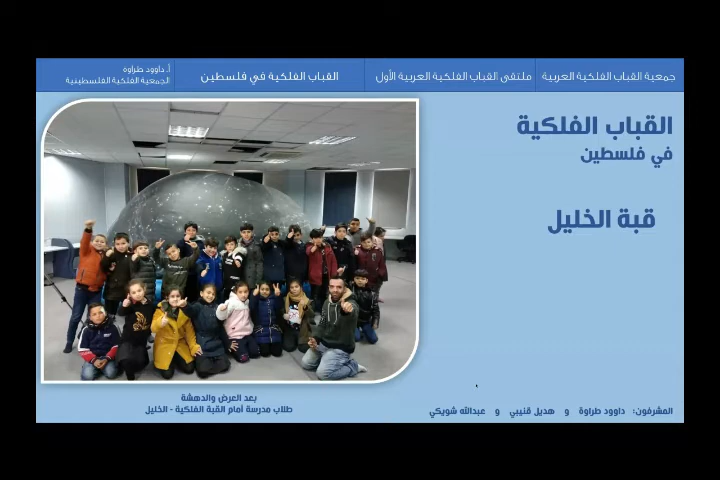 جمعية القباب الفلكية العربية
ملتقى القباب الفلكية العربية الأول
القباب الفلكية في فلسطين
أ. داوود طراوه
الجمعية الفلكية الفلسطينية
القباب الفلكية
في فلسطين
قبة الخليل
بعد العرض والدهشة
طلاب مدرسة أمام القبة الفلكية - الخليل
المشرفون: داوود طراوة و هديل قنيبي و عبدالله شويكي